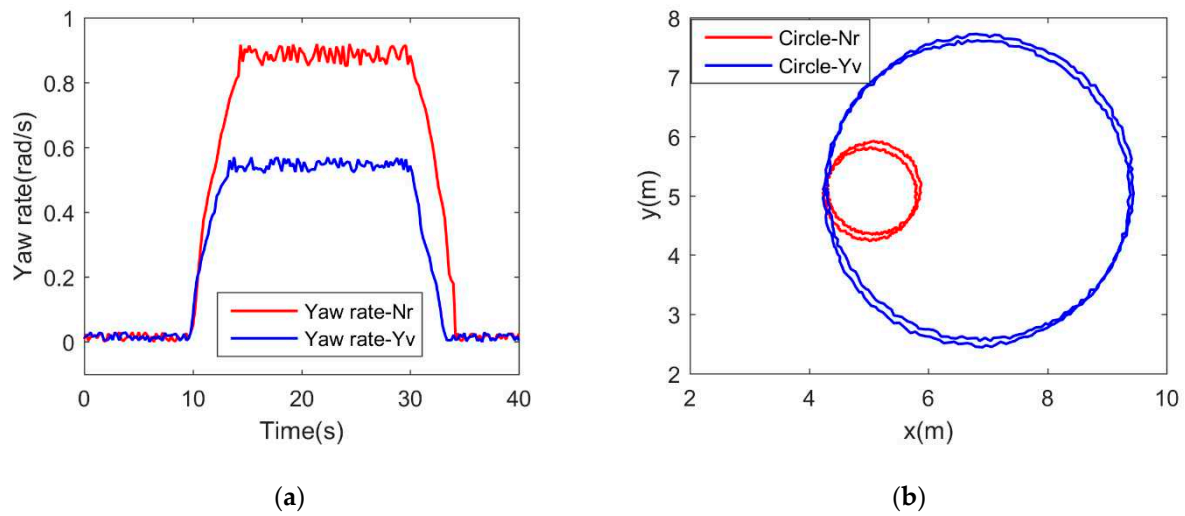 1
0.8
0.6
0.4
0.2
0
Yaw rate(rad/s)
Yaw rate-Nr
Yaw rate-Yv
0
10
20
30
40
Time(s)
(a)
8
7
6
5
4
3
2
y(m)
Circle-Nr
Circle-Yv
2
4
6
8
10
x(m)
(b)